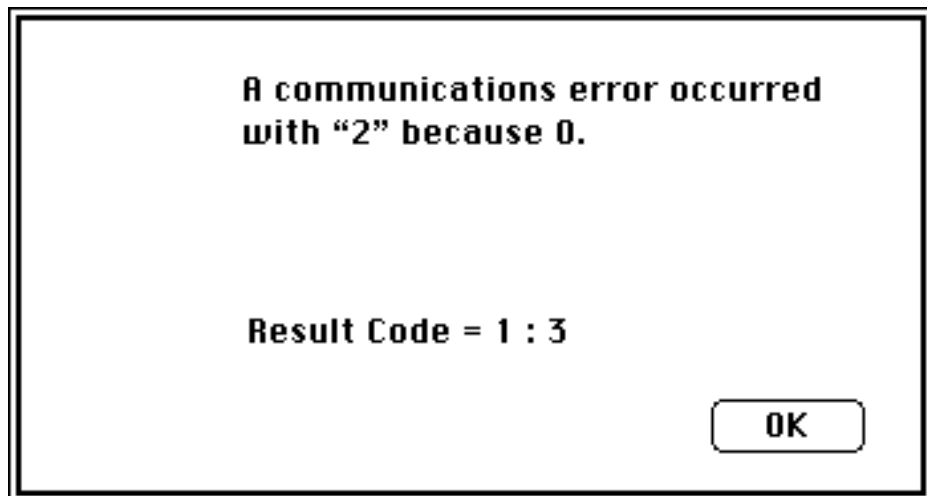 A communications error occurred
with “2” because 0.
Result Code = 1 : 3
OK